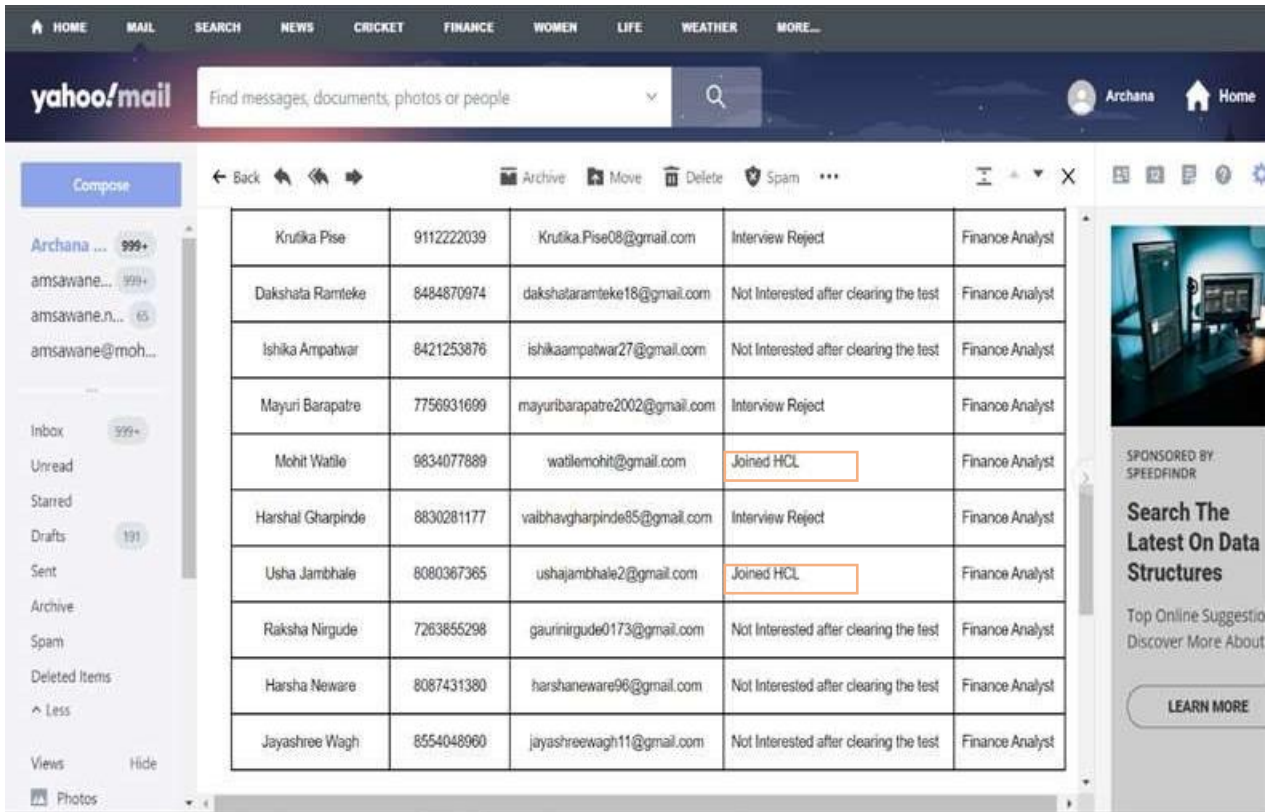 HOME MAIL SEARCH NEWS CRICKET FINANCE WOMEN LIFE WEATHER MORE...
yahoo!mail Find messages, documents, photos or people Archana Home
Compose Back Archive Move Delete Spam
Archana ... 999+
amsawane... 999+
amsawane.n... 65
amsawane@moh...
Inbox 999+
Unread
Starred
Drafts 191
Sent
Archive
Spam
Deleted Items
Less
Views Hide
Photos
Krutika Pise 9112222039 Krutika.Pise08@gmail.com Interview Reject Finance Analyst
Dakshata Ramteke 8484870974 dakshataramteke18@gmail.com Not Interested after clearing the test Finance Analyst
Ishika Ampatwar 8421253876 ishikaampatwar27@gmail.com Not Interested after clearing the test Finance Analyst
Mayuri Barapatre 7756931699 mayuribarapatre2002@gmail.com Interview Reject Finance Analyst
Mohit Watile 9834077889 watilemohit@gmail.com Joined HCL Finance Analyst
Harshal Gharpinde 8830281177 vaibhavgharpinde85@gmail.com Interview Reject Finance Analyst
Usha Jambhale 8080367365 ushajambhale2@gmail.com Joined HCL Finance Analyst
Raksha Nirgude 7263855298 gaurinirgude0173@gmail.com Not Interested after clearing the test Finance Analyst
Harsha Neware 8087431380 harshaneware96@gmail.com Not Interested after clearing the test Finance Analyst
Jayashree Wagh 8554048960 jayashreewagh11@gmail.com Not Interested after clearing the test Finance Analyst
SPONSORED BY
SPEEDFINDR
Search The
Latest On Data
Structures
Top Online Suggestio
Discover More About
LEARN MORE